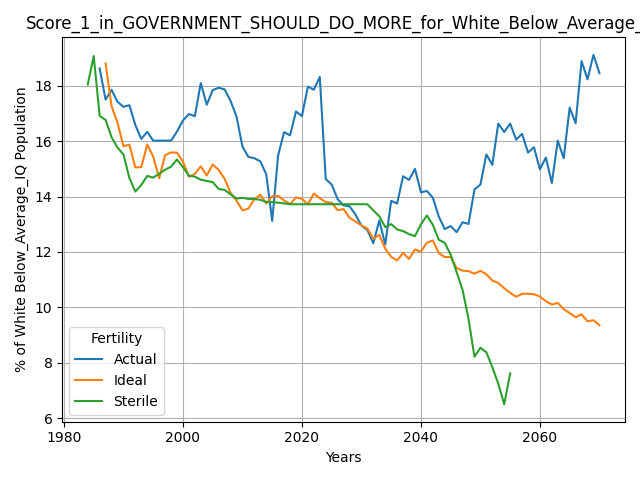 Score_1_in_GOVERNMENT_SHOULD_DO_MORE_for_White_Below_Average_
% of White Below_Average_IQ Population
18
16
14
12
10
8
6
Fertility
Actual
Ideal
Sterile
1980 2000 2020 2040 2060
Years